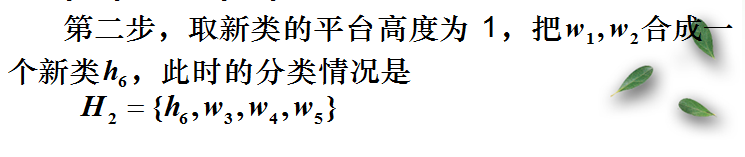 第二步，取新类的平台高度为 1，把w₁,w₂合成一
个新类h₆，此时的分类情况是
H₂ = {h₆,w₃,w₄,w₅}